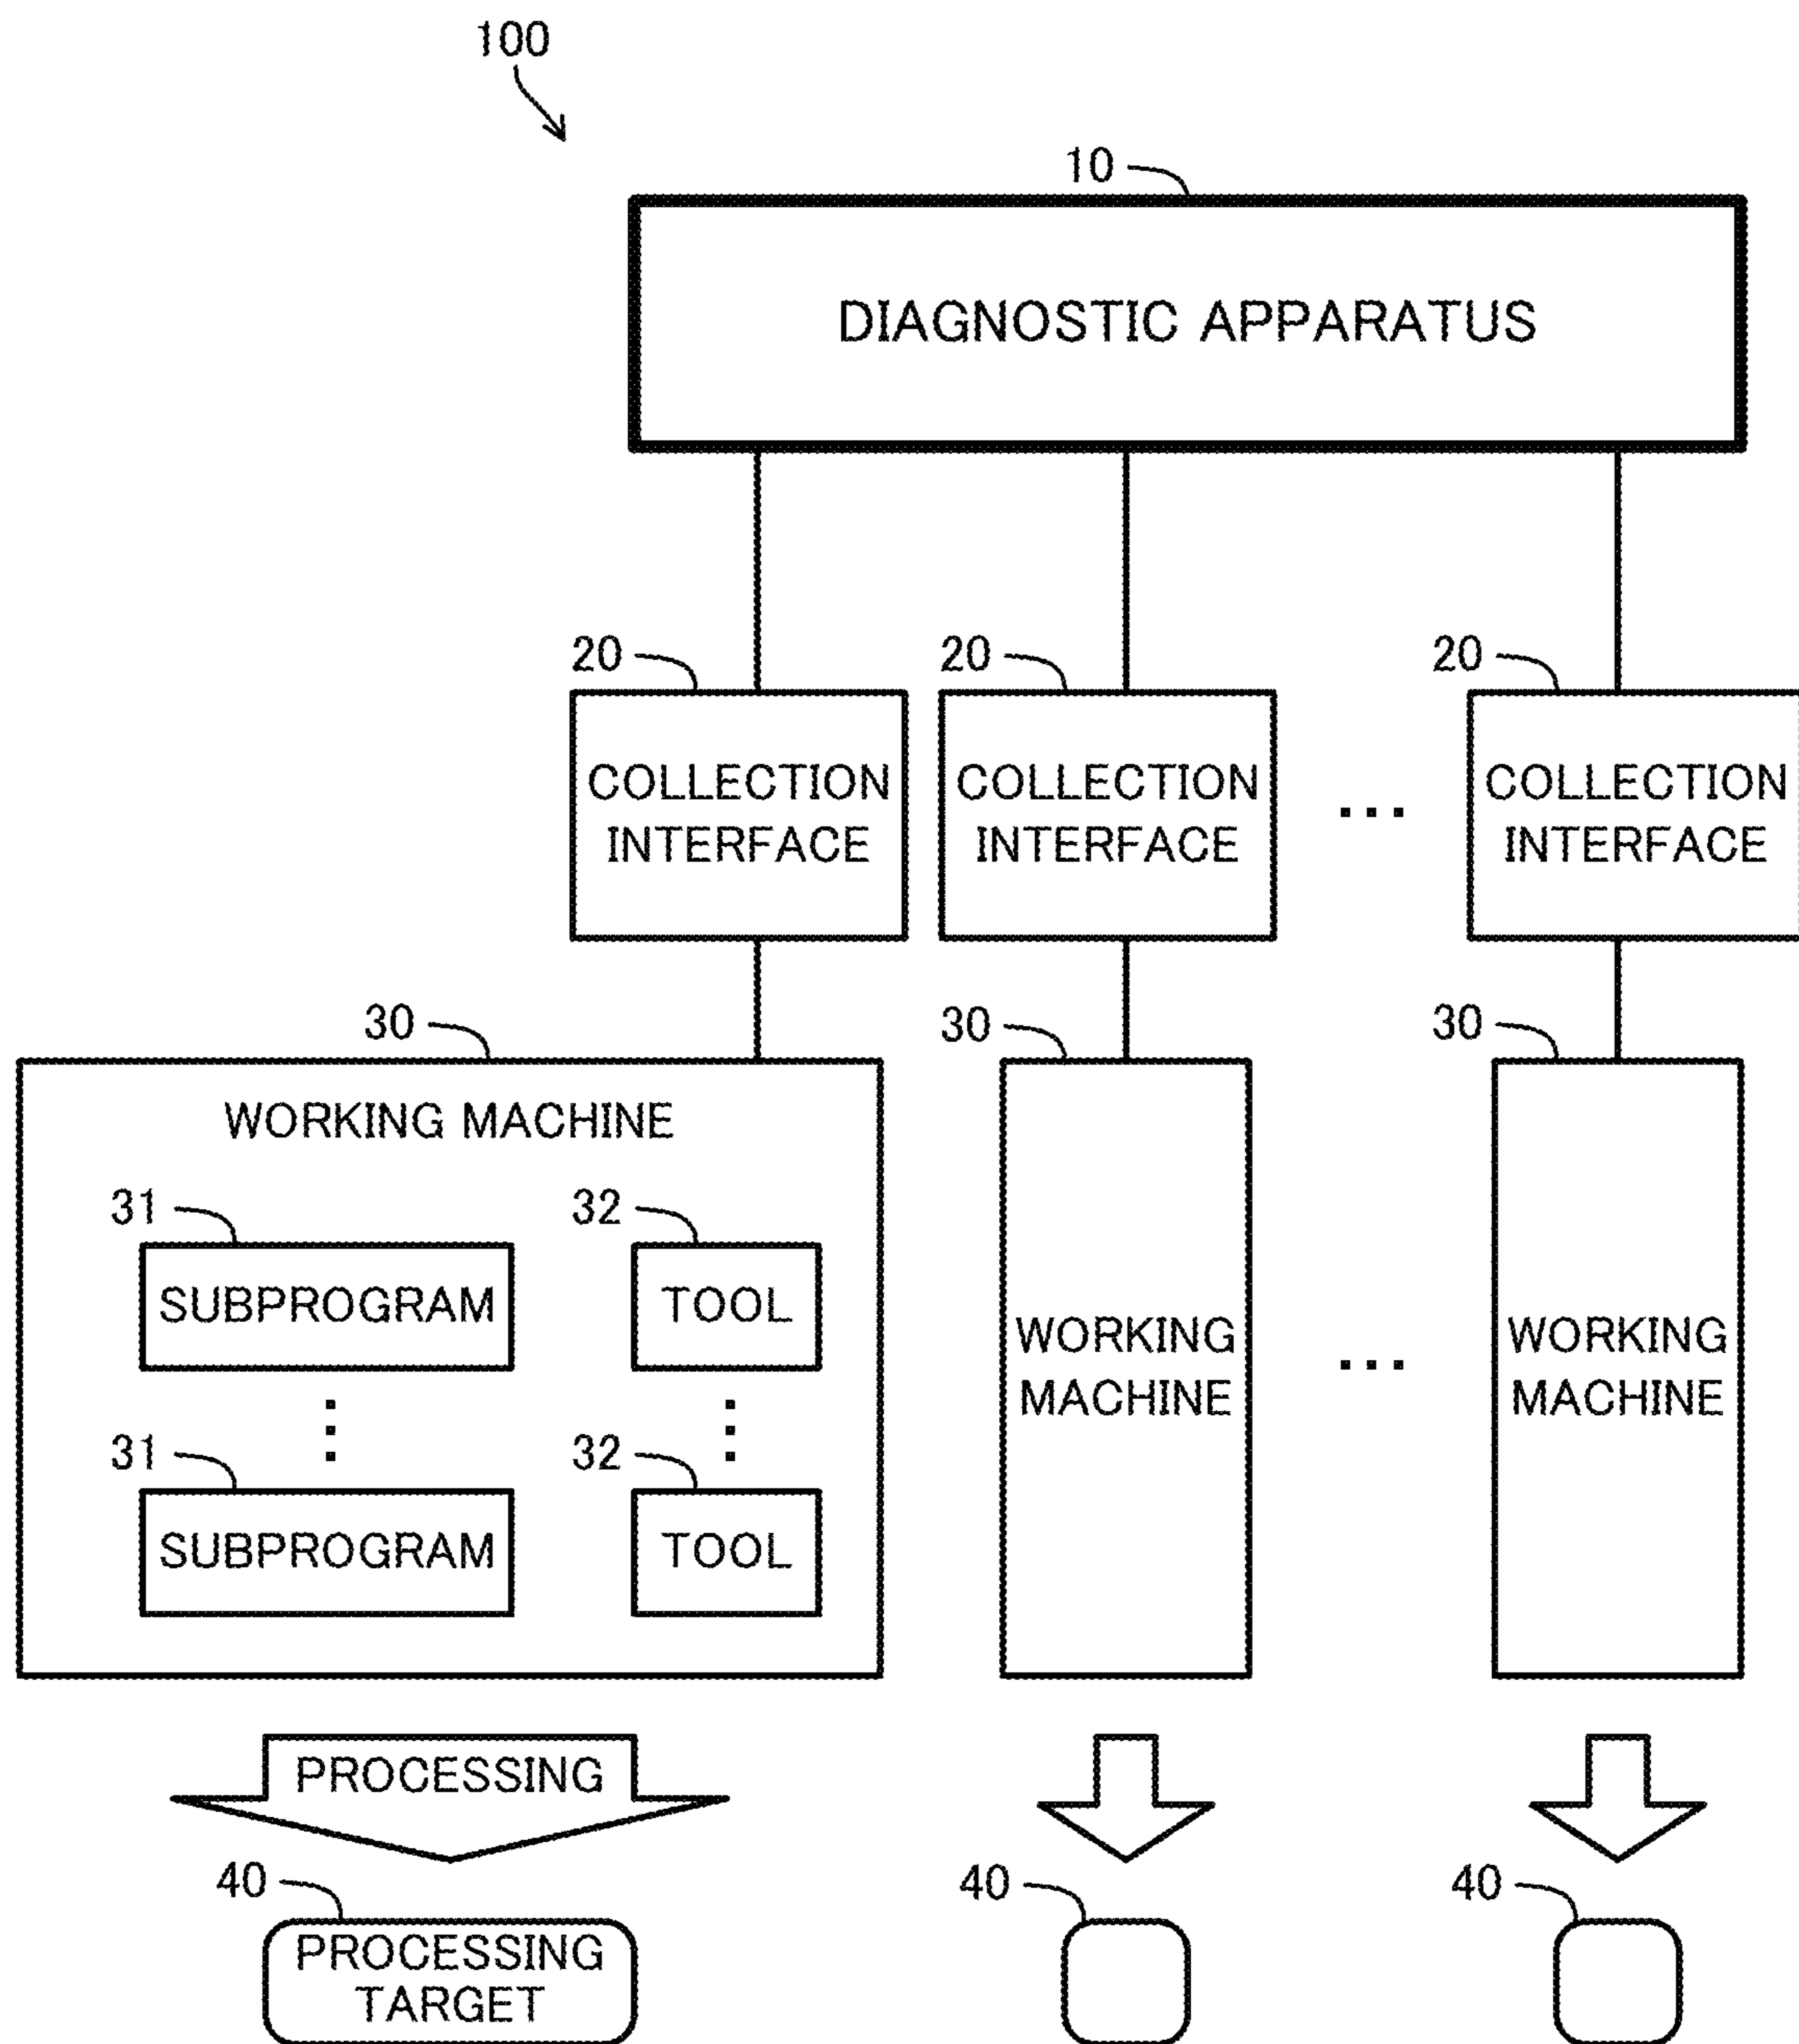 100
10
DIAGNOSTIC APPARATUS
20
20
20
COLLECTION
INTERFACE
COLLECTION
INTERFACE
...
COLLECTION
INTERFACE
30
30
30
WORKING MACHINE
31
32
SUBPROGRAM
TOOL
31
32
SUBPROGRAM
TOOL
WORKING
MACHINE
...
WORKING
MACHINE
PROCESSING
40
40
40
PROCESSING
TARGET